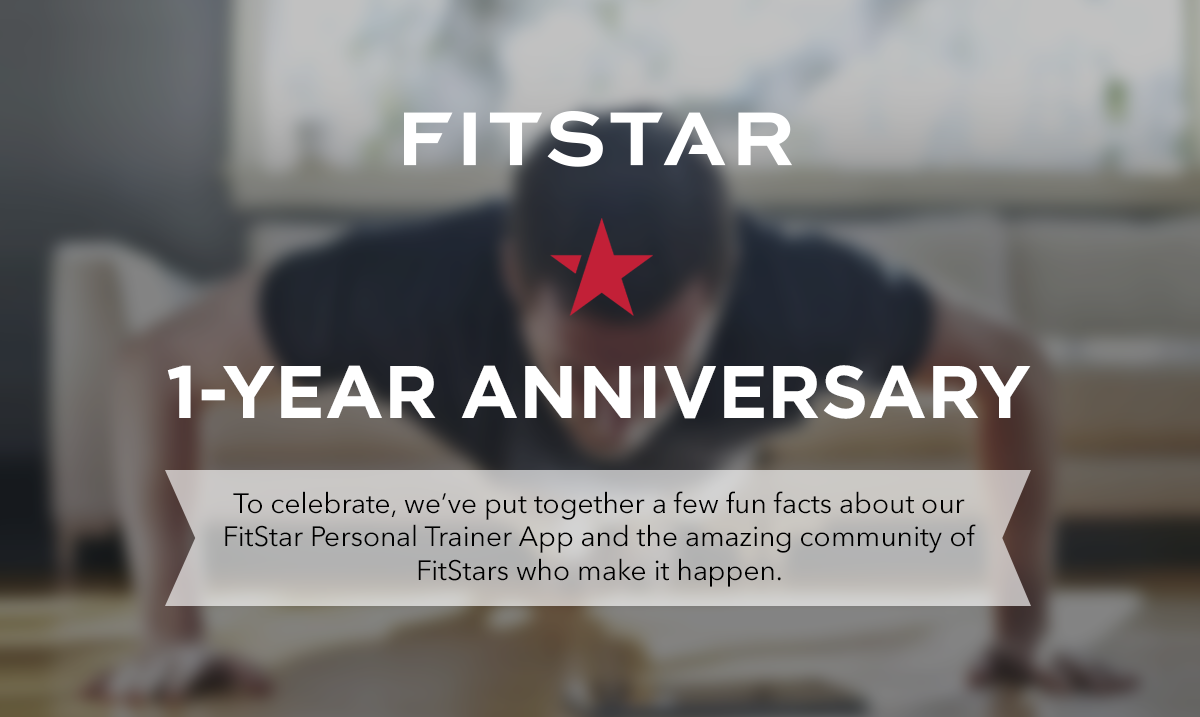 FITSTAR
1-YEAR ANNIVERSARY
To celebrate, we’ve put together a few fun facts about our
FitStar Personal Trainer App and the amazing community of
FitStars who make it happen.